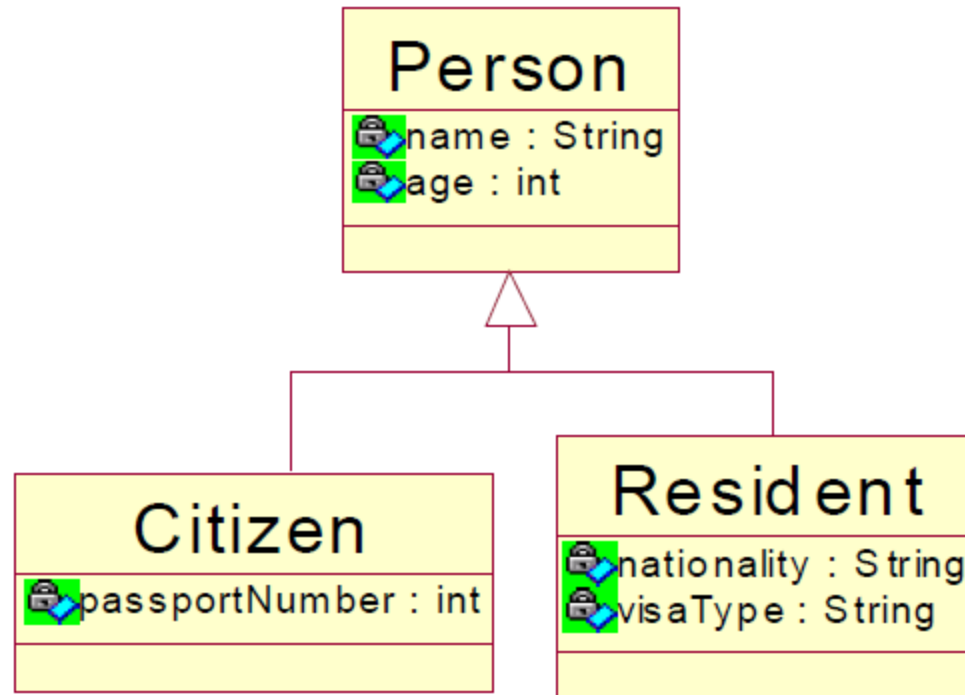 Person
name : String
age : int
Citizen
passportNumber : int
Resident
nationality : String
visaType : String